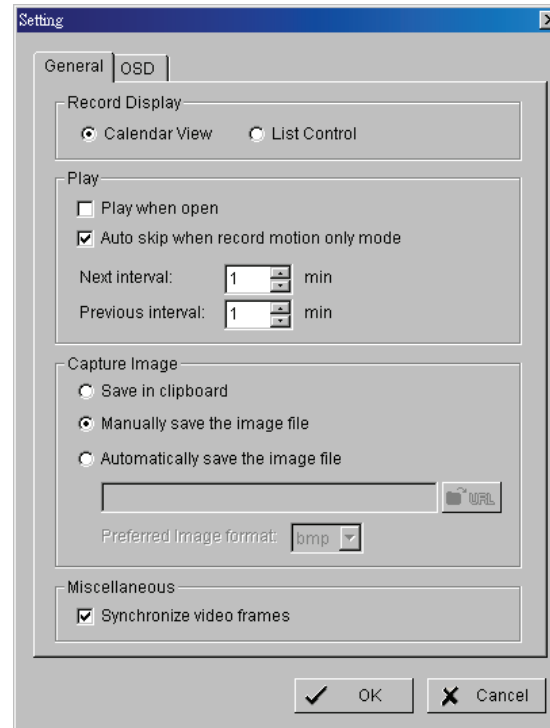 Setting
General OSD
Record Display
Calendar View List Control
Play
Play when open
Auto skip when record motion only mode
Next interval: 1 min
Previous interval: 1 min
Capture Image
Save in clipboard
Manually save the image file
Automatically save the image file
URL
Preferred Image format: bmp
Miscellaneous
Synchronize video frames
OK Cancel